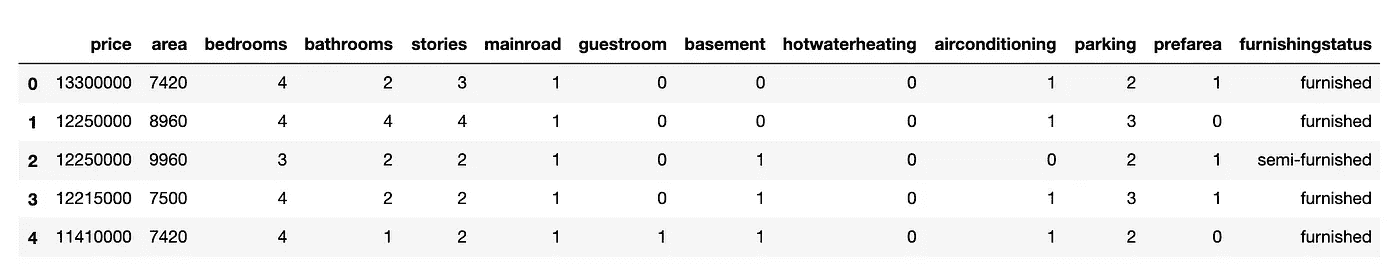 price area bedrooms bathrooms stories mainroad guestroom basement hotwaterheating airconditioning parking prefarea furnishingstatus
0 13300000 7420 4 2 3 1 0 0 0 1 2 1 furnished
1 12250000 8960 4 4 4 1 0 0 0 1 3 0 furnished
2 12250000 9960 3 2 2 1 0 1 0 0 2 1 semi-furnished
3 12215000 7500 4 2 2 1 0 1 0 1 3 1 furnished
4 11410000 7420 4 1 2 1 1 1 0 1 2 0 furnished